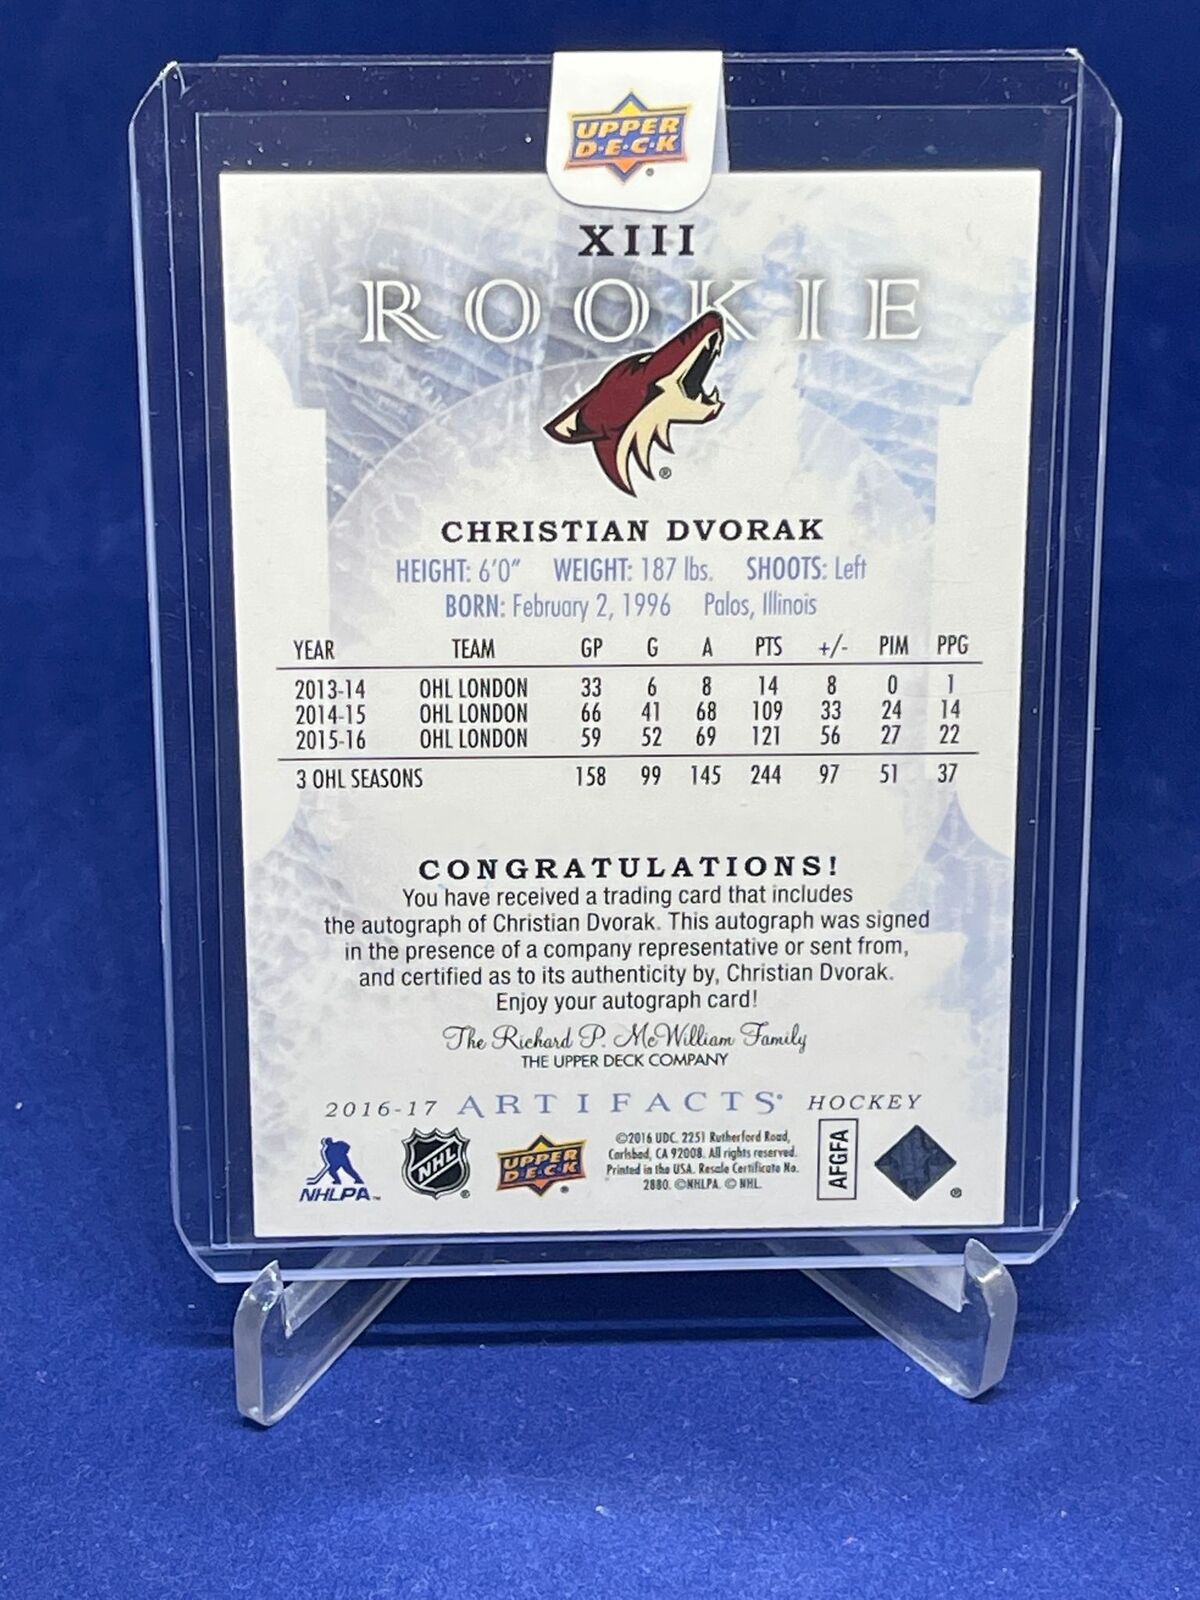 UPPER
D·E·C·K
XIII
ROOKIE
CHRISTIAN DVORAK
HEIGHT: 6'0" WEIGHT: 187 lbs. SHOOTS: Left
BORN: February 2, 1996 Palos, Illinois
YEAR TEAM GP G A PTS +/- PIM PPG
2013-14 OHL LONDON 33 6 8 14 8 0 1
2014-15 OHL LONDON 66 41 68 109 33 24 14
2015-16 OHL LONDON 59 52 69 121 56 27 22
3 OHL SEASONS 158 99 145 244 97 51 37
CONGRATULATIONS!
You have received a trading card that includes
the autograph of Christian Dvorak. This autograph was signed
in the presence of a company representative or sent from,
and certified as to its authenticity by, Christian Dvorak.
Enjoy your autograph card!
The Richard P. McWilliam Family
THE UPPER DECK COMPANY
2016-17 ARTIFACTS® HOCKEY
NHLPA™
NHL
UPPER
D·E·C·K
©2016 UDC. 2251 Rutherford Road,
Carlsbad, CA 92008. All rights reserved.
Printed in the USA. Resale Certificate No.
2880. ©NHLPA. © NHL.
AFGFA